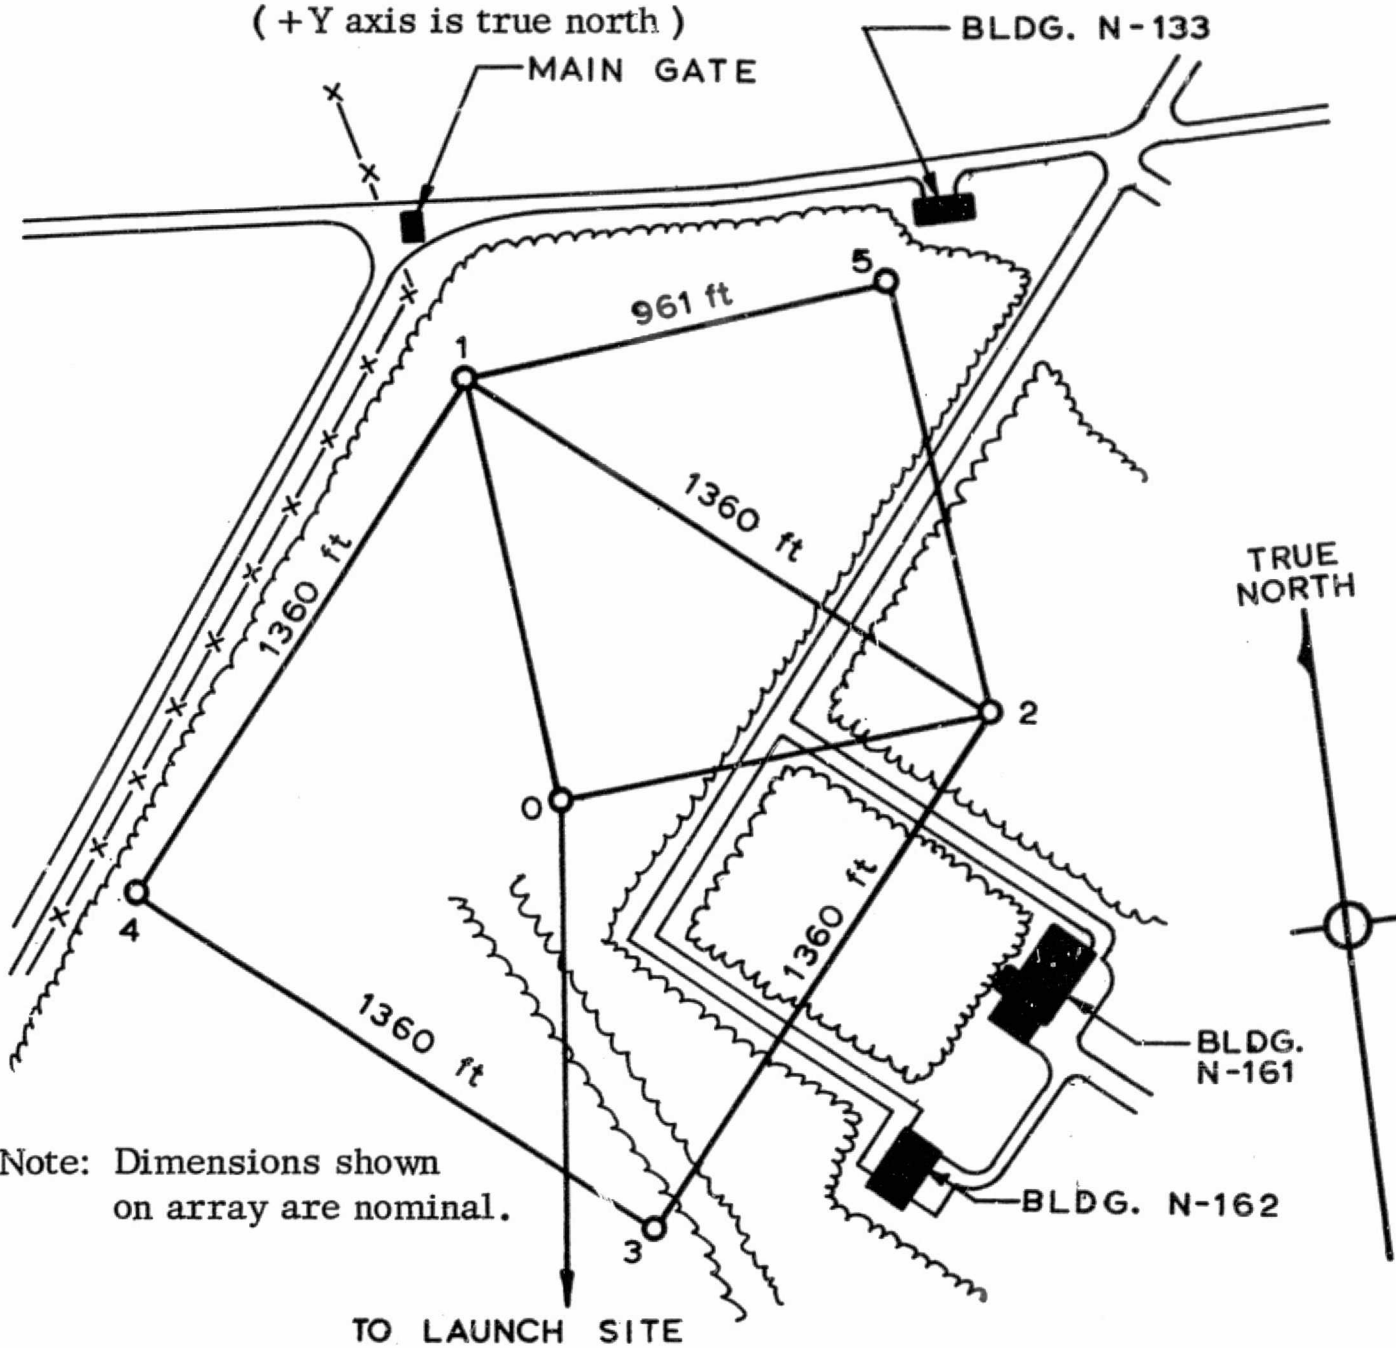 ( +Y axis is true north )
BLDG. N-133
MAIN GATE
5
961 ft
1
1360 ft
1360 ft
TRUE
NORTH
2
0
4
1360 ft
1360 ft
BLDG.
N-161
Note: Dimensions shown
on array are nominal.
BLDG. N-162
3
TO LAUNCH SITE